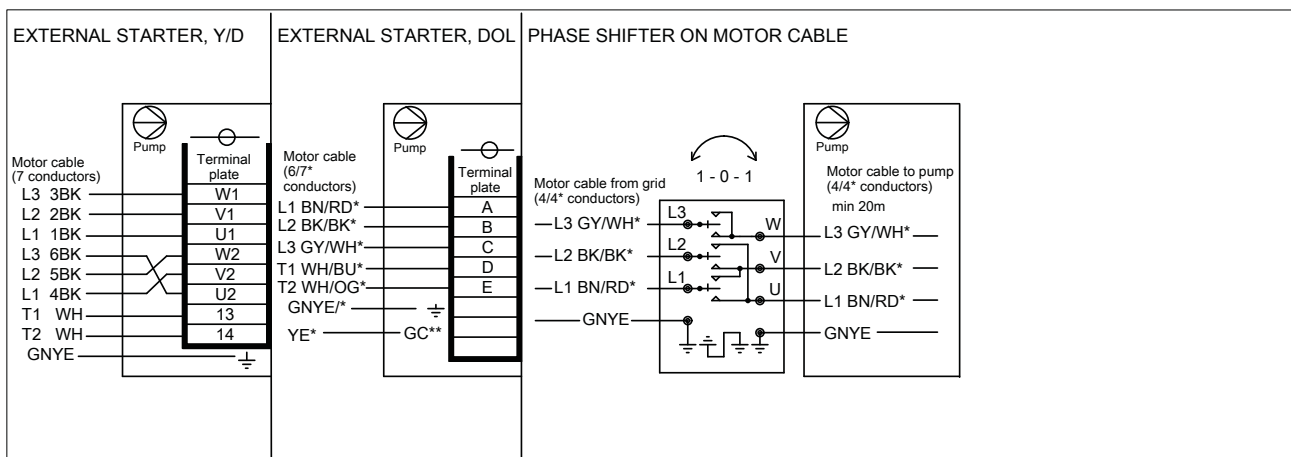 EXTERNAL STARTER, Y/D
Pump
Terminal
plate
Motor cable
(7 conductors)
L3 3BK W1
L2 2BK V1
L1 1BK U1
L3 6BK W2
L2 5BK V2
L1 4BK U2
T1 WH 13
T2 WH 14
GNYE
EXTERNAL STARTER, DOL
Pump
Terminal
plate
Motor cable
(6/7*
conductors)
L1 BN/RD* A
L2 BK/BK* B
L3 GY/WH* C
T1 WH/BU* D
T2 WH/OG* E
GNYE/*
YE* GC**
PHASE SHIFTER ON MOTOR CABLE
1 - 0 - 1
Motor cable from grid
(4/4* conductors)
L3 GY/WH* L3 W
L2 BK/BK* L2 V
L1 BN/RD* L1 U
GNYE
Pump
Motor cable to pump
(4/4* conductors)
min 20m
L3 GY/WH*
L2 BK/BK*
L1 BN/RD*
GNYE